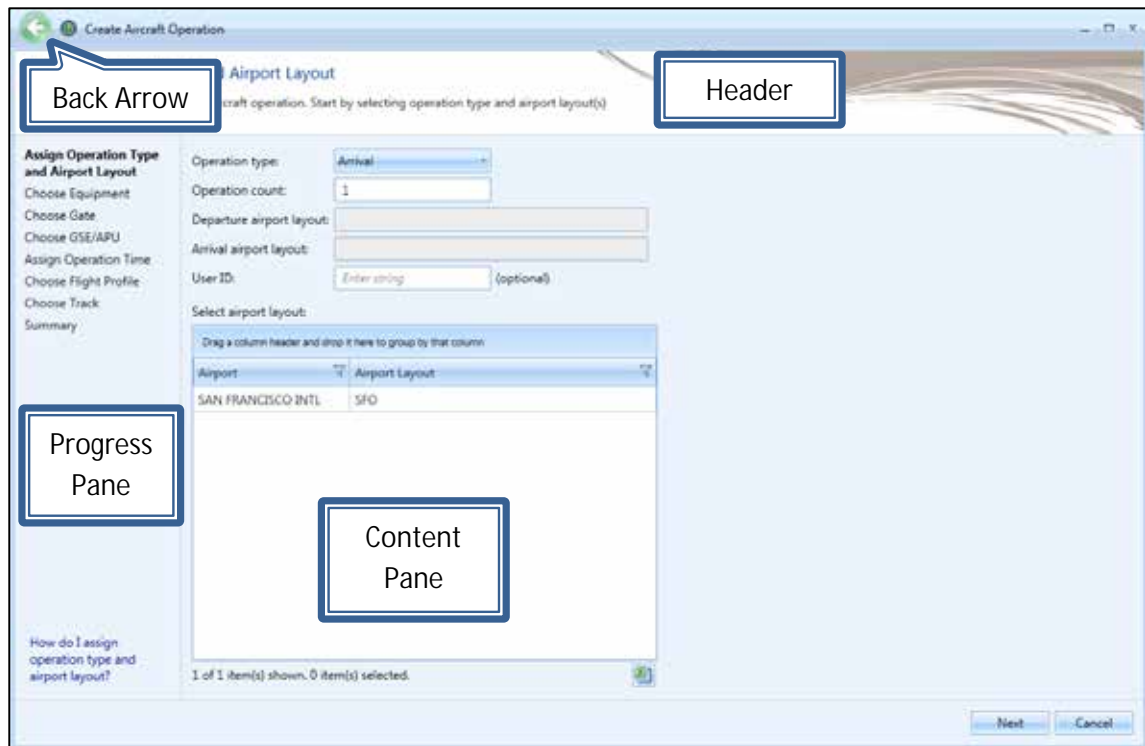 Create Aircraft Operation
Airport Layout
craft operation. Start by selecting operation type and airport layout(s)
Back Arrow
Header
Assign Operation Type
and Airport Layout
Choose Equipment
Choose Gate
Choose GSE/APU
Assign Operation Time
Choose Flight Profile
Choose Track
Summary
Progress
Pane
How do I assign
operation type and
airport layout?
Operation type: Arrival
Operation count: 1
Departure airport layout:
Arrival airport layout:
User ID: Enter string (optional)
Select airport layout:
Drag a column header and drop it here to group by that column
Airport Airport Layout
SAN FRANCISCO INTL SFO
Content
Pane
1 of 1 item(s) shown. 0 item(s) selected.
Next Cancel